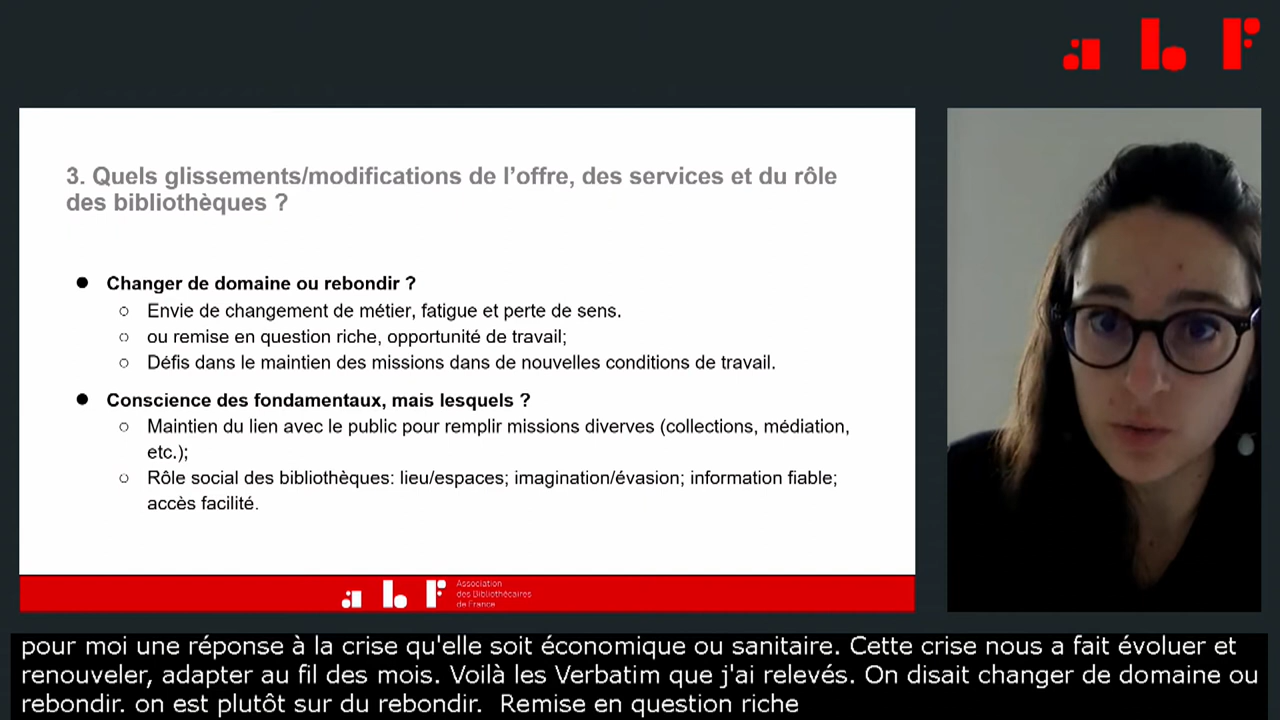 a b f
3. Quels glissements/modifications de l'offre, des services et du rôle
des bibliothèques ?
● Changer de domaine ou rebondir ?
○ Envie de changement de métier, fatigue et perte de sens.
○ ou remise en question riche, opportunité de travail;
○ Défis dans le maintien des missions dans de nouvelles conditions de travail.
● Conscience des fondamentaux, mais lesquels ?
○ Maintien du lien avec le public pour remplir missions diverses (collections, médiation,
etc.);
○ Rôle social des bibliothèques: lieu/espaces; imagination/évasion; information fiable;
accès facilité.
a b f
Association
des Bibliothécaires
de France
pour moi une réponse à la crise qu'elle soit économique ou sanitaire. Cette crise nous a fait évoluer et
renouveler, adapter au fil des mois. Voilà les Verbatim que j'ai relevés. On disait changer de domaine ou
rebondir. on est plutôt sur du rebondir. Remise en question riche